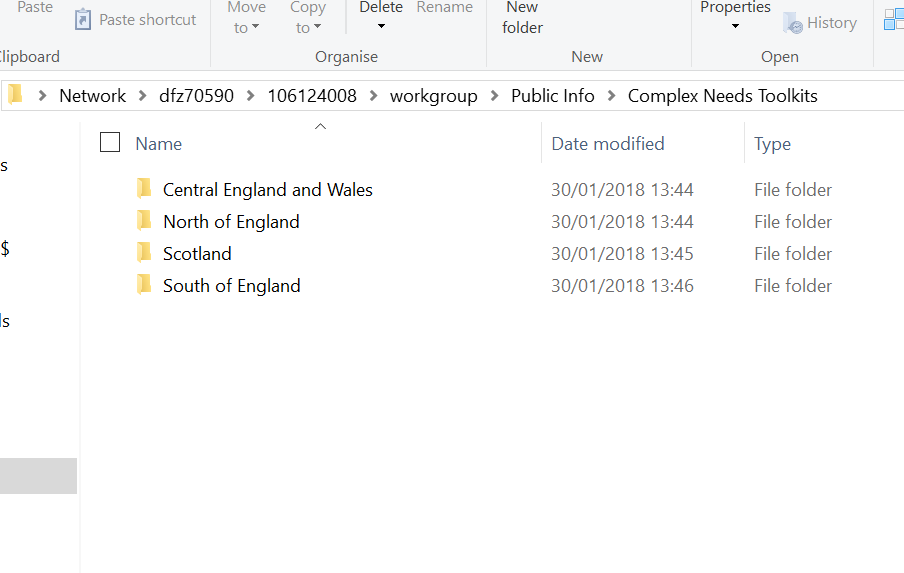 Paste Paste shortcut Move to Copy to Delete Rename New folder Properties History
lipboard Organise New Open
Network dfz70590 106124008 workgroup Public Info Complex Needs Toolkits
Name Date modified Type
s
Central England and Wales 30/01/2018 13:44 File folder
North of England 30/01/2018 13:44 File folder
$
Scotland 30/01/2018 13:45 File folder
South of England 30/01/2018 13:46 File folder
ls